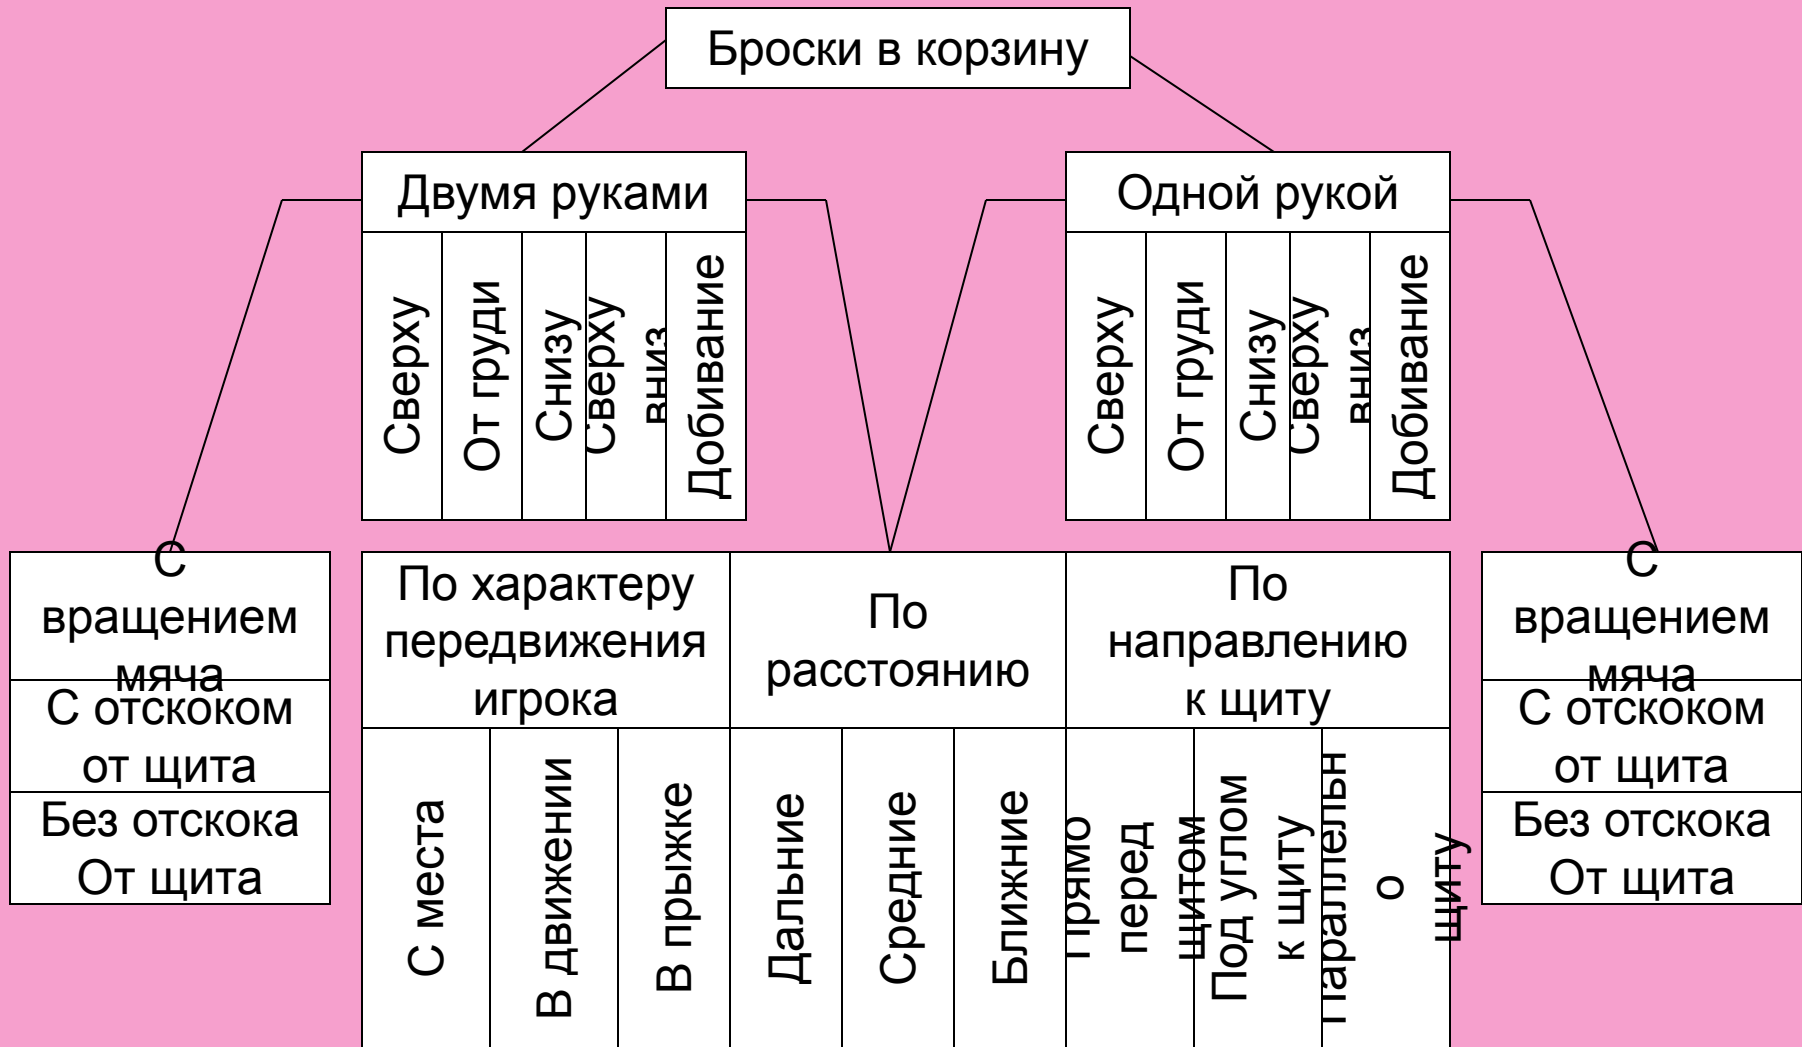 Броски в корзину
Двумя руками
Одной рукой
Сверху
От груди
Снизу
Сверху
вниз
Добивание
Сверху
От груди
Снизу
Сверху
вниз
Добивание
С
вращением
мяча
С отскоком
от щита
Без отскока
От щита
По характеру
передвижения
игрока
По
расстоянию
По
направлению
к щиту
С места
В движении
В прыжке
Дальние
Средние
Ближние
Прямо
перед
щитом
Под углом
к щиту
Параллельн
о
щиту
С
вращением
мяча
С отскоком
от щита
Без отскока
От щита